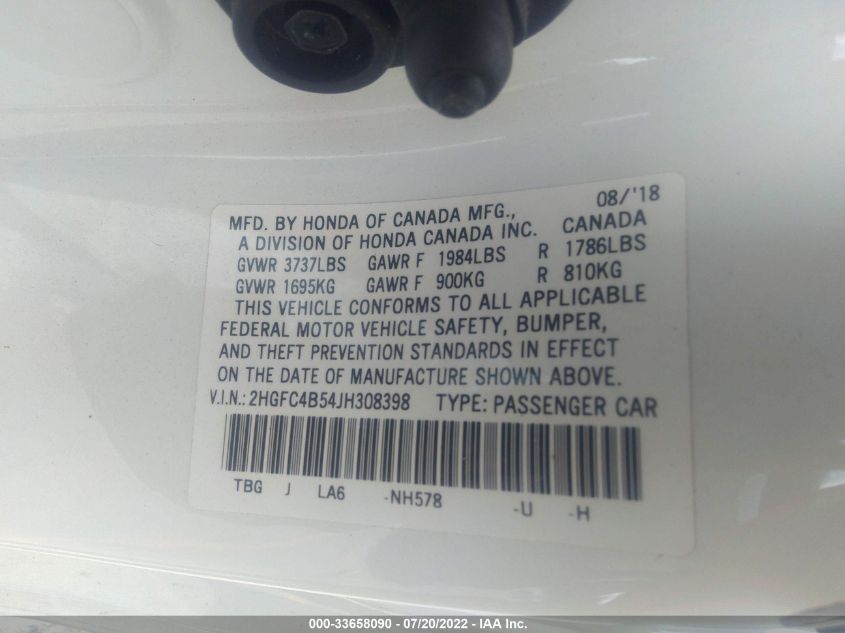 08/'18
MFD. BY HONDA OF CANADA MFG.,
A DIVISION OF HONDA CANADA INC. CANADA
GVWR 3737LBS GAWR F 1984LBS R 1786LBS
GVWR 1695KG GAWR F 900KG R 810KG
THIS VEHICLE CONFORMS TO ALL APPLICABLE
FEDERAL MOTOR VEHICLE SAFETY, BUMPER,
AND THEFT PREVENTION STANDARDS IN EFFECT
ON THE DATE OF MANUFACTURE SHOWN ABOVE.
V.I.N.: 2HGFC4B54JH308398 TYPE: PASSENGER CAR
TBG J LA6 -NH578 -U -H
000-33658090 - 07/20/2022 - IAA Inc.